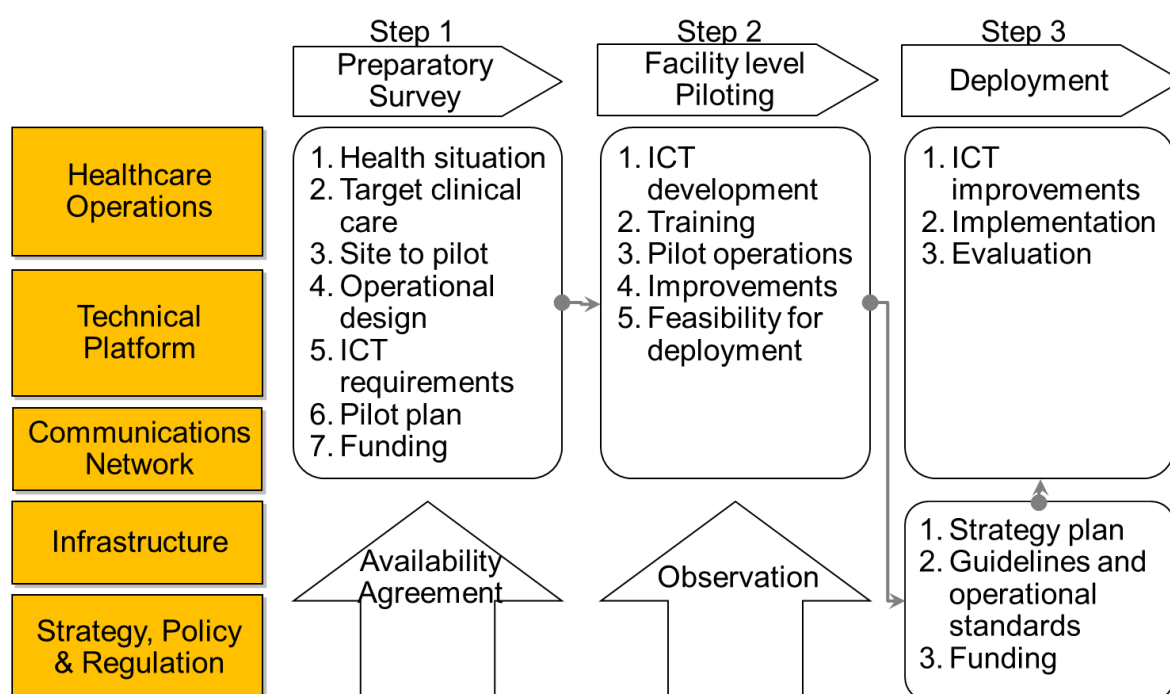 Step 1
Preparatory
Survey
Step 2
Facility level
Piloting
Step 3
Deployment
Healthcare
Operations
Technical
Platform
Communications
Network
Infrastructure
Strategy, Policy
& Regulation
1. Health situation
2. Target clinical
care
3. Site to pilot
4. Operational
design
5. ICT
requirements
6. Pilot plan
7. Funding
1. ICT
development
2. Training
3. Pilot operations
4. Improvements
5. Feasibility for
deployment
1. ICT
improvements
2. Implementation
3. Evaluation
Availability
Agreement
Observation
1. Strategy plan
2. Guidelines and
operational
standards
3. Funding